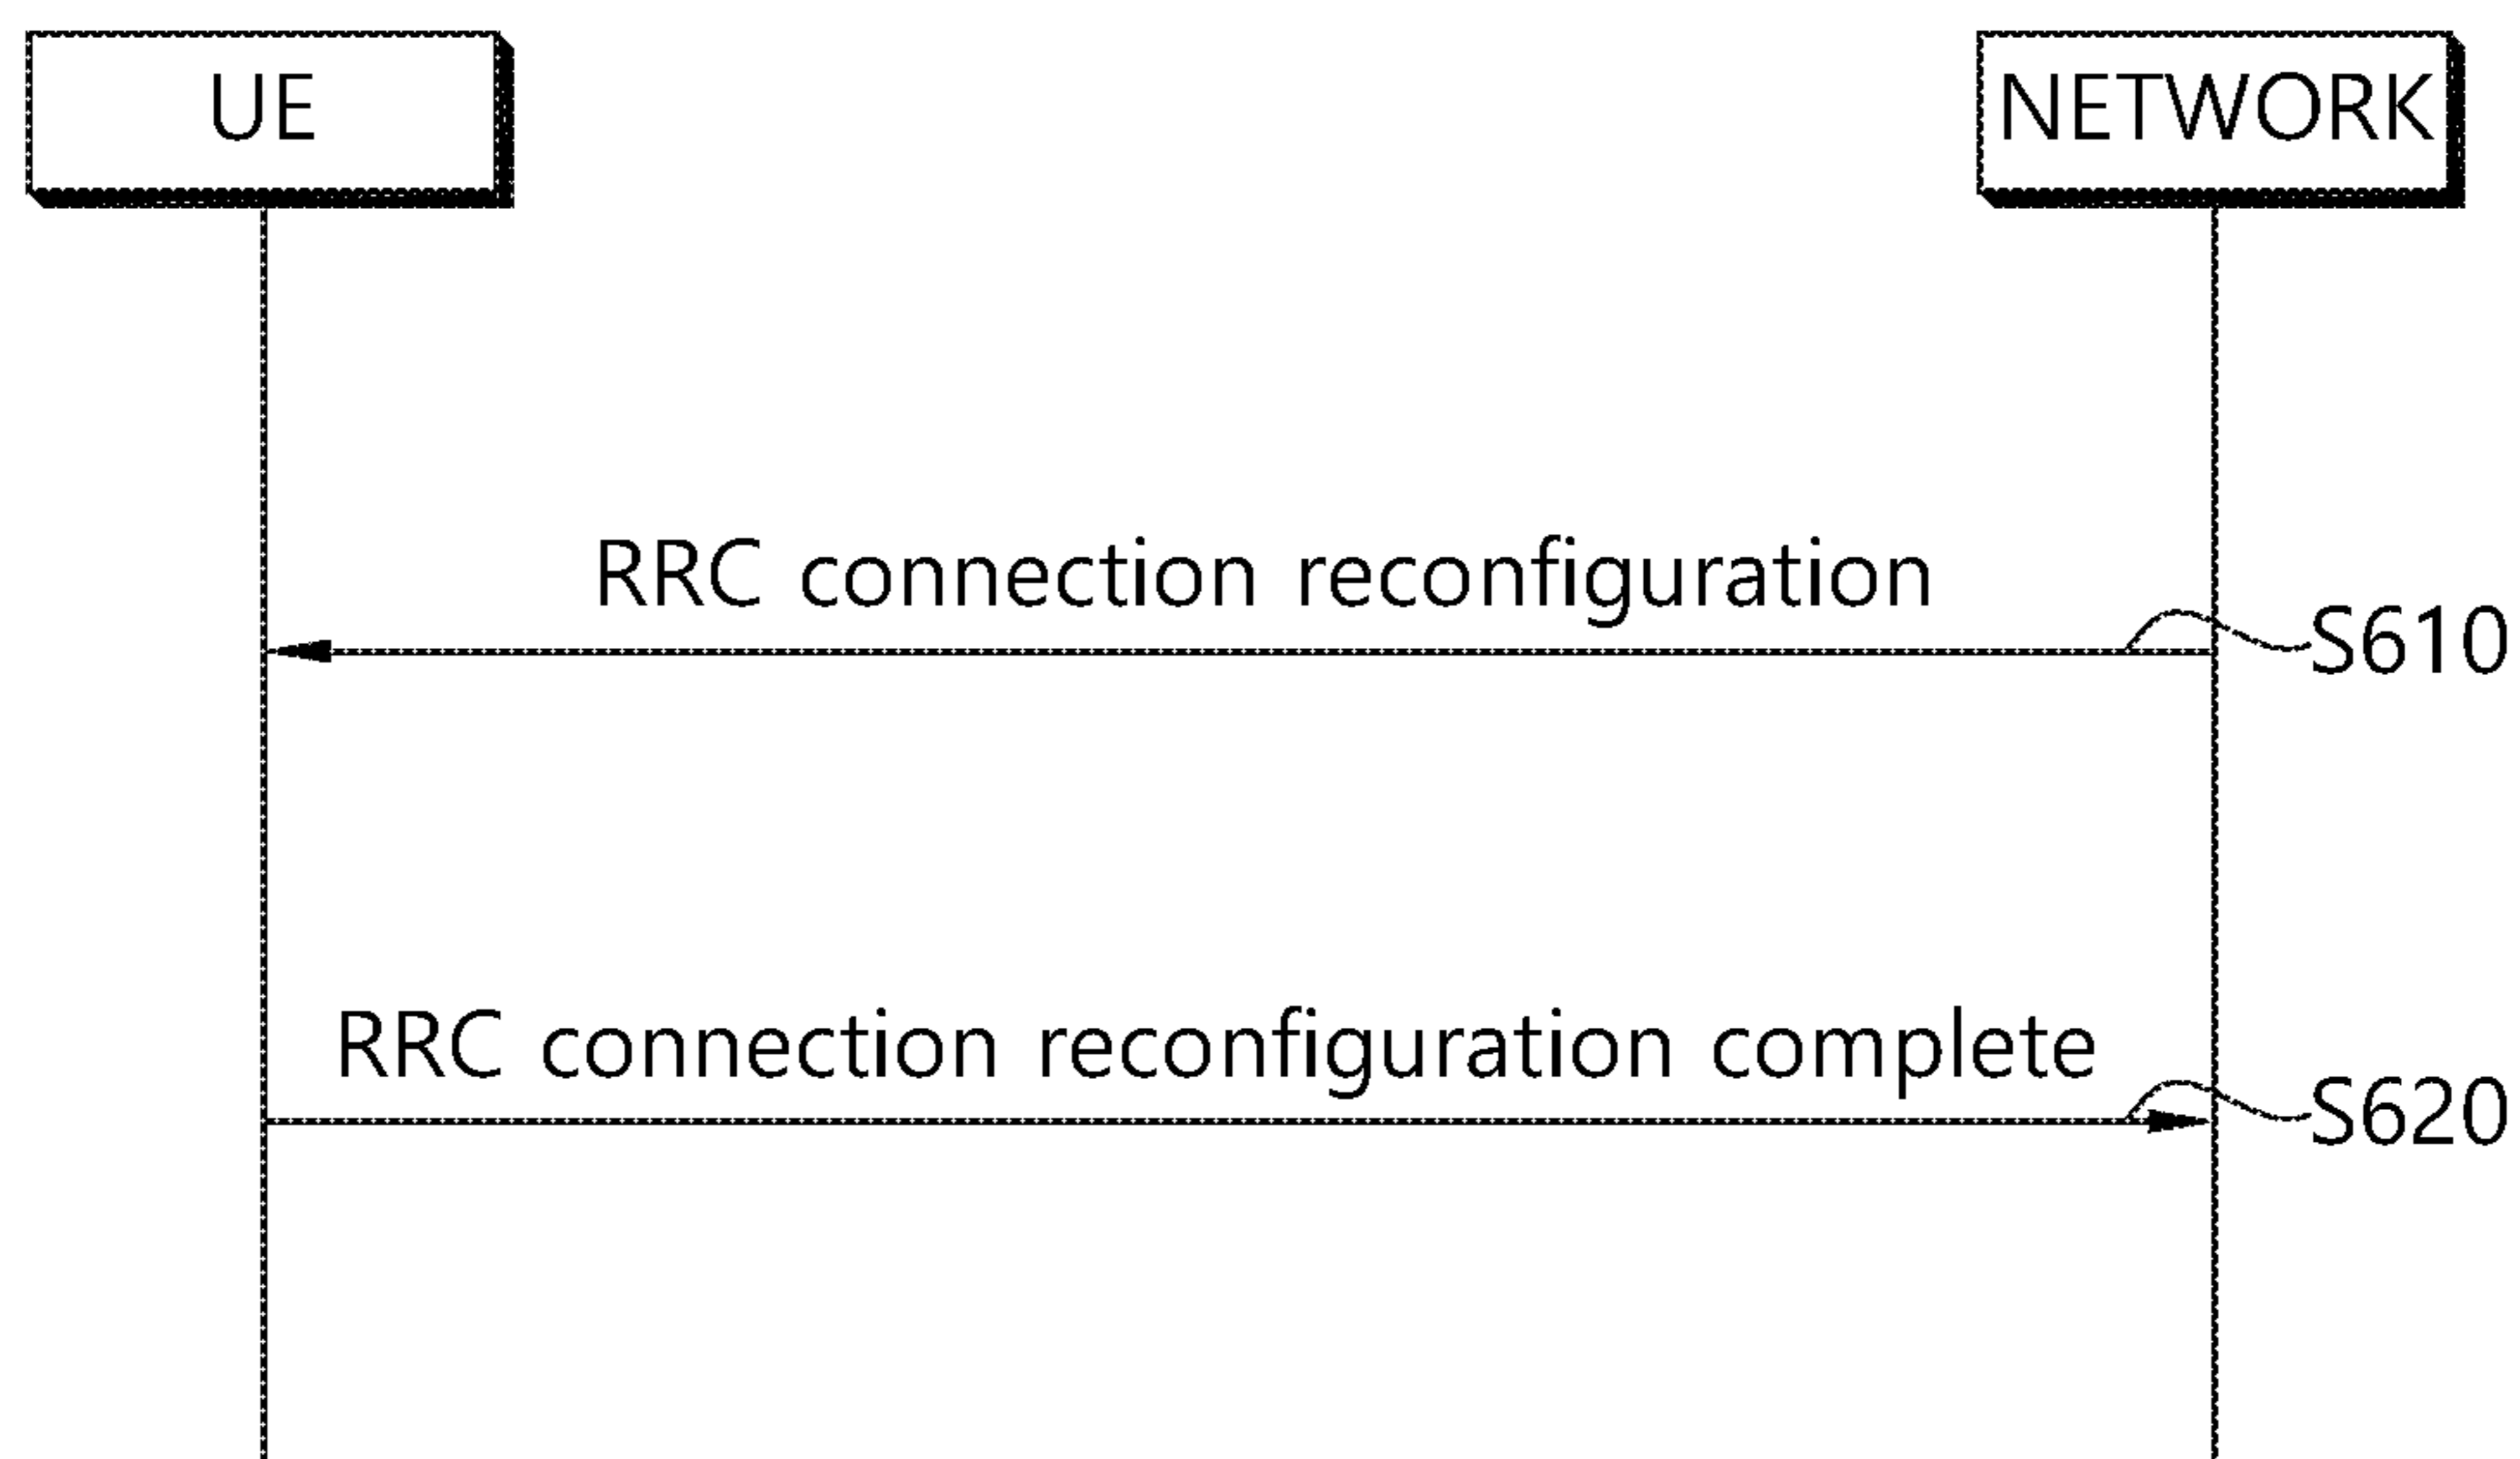 UE
NETWORK
RRC connection reconfiguration
S610
RRC connection reconfiguration complete
S620